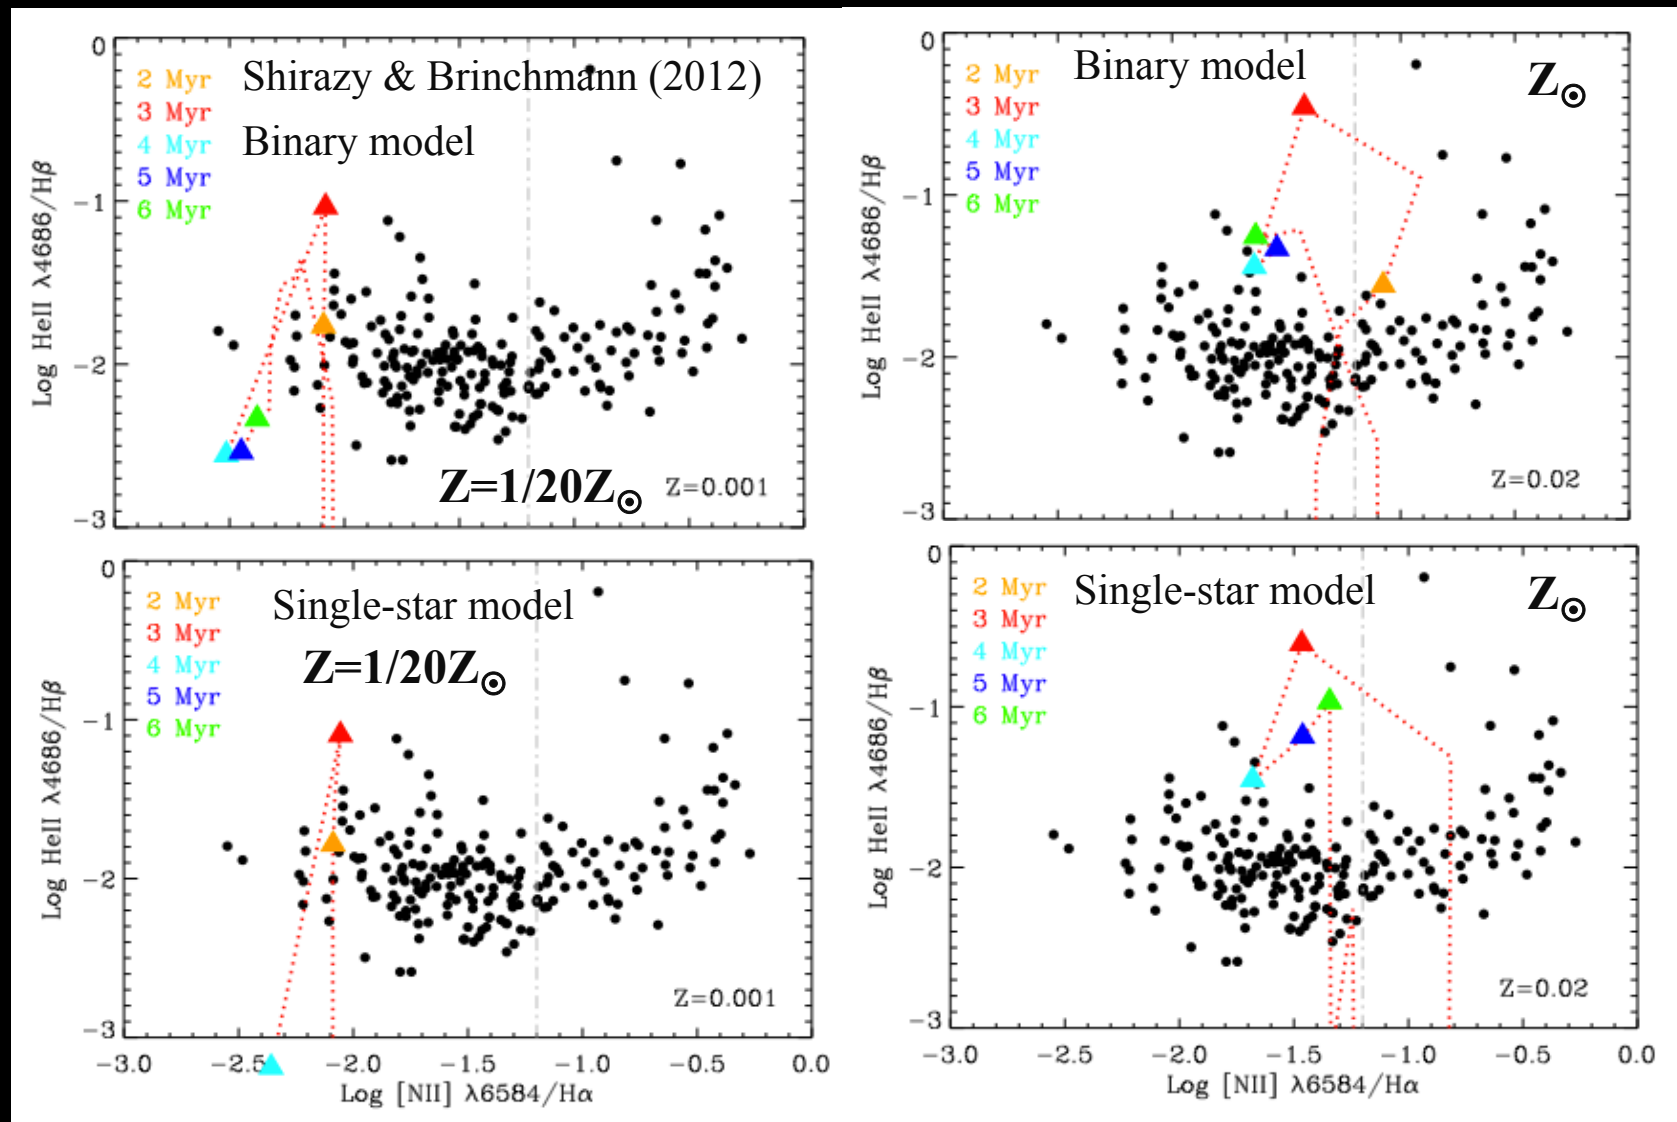 Shirazy & Brinchmann (2012)
Binary model
2 Myr
3 Myr
4 Myr
5 Myr
6 Myr
Z=1/20Z☉
Z=0.001
0
−1
−2
−3
Log HeII λ4686/Hβ
Binary model
Z☉
2 Myr
3 Myr
4 Myr
5 Myr
6 Myr
Z=0.02
0
−1
−2
−3
Log HeII λ4686/Hβ
Single-star model
Z=1/20Z☉
2 Myr
3 Myr
4 Myr
5 Myr
6 Myr
Z=0.001
0
−1
−2
−3
Log HeII λ4686/Hβ
−3.0 −2.5 −2.0 −1.5 −1.0 −0.5 0.0
Log [NII] λ6584/Hα
Single-star model
Z☉
2 Myr
3 Myr
4 Myr
5 Myr
6 Myr
Z=0.02
0
−1
−2
−3
Log HeII λ4686/Hβ
−3.0 −2.5 −2.0 −1.5 −1.0 −0.5 0.0
Log [NII] λ6584/Hα